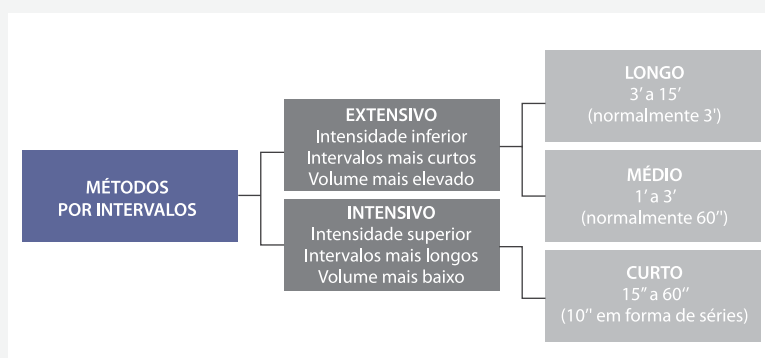 MÉTODOS
POR INTERVALOS
EXTENSIVO
Intensidade inferior
Intervalos mais curtos
Volume mais elevado
INTENSIVO
Intensidade superior
Intervalos mais longos
Volume mais baixo
LONGO
3’ a 15’
(normalmente 3')
MÉDIO
1’ a 3’
(normalmente 60")
CURTO
15” a 60”
(10" em forma de séries)